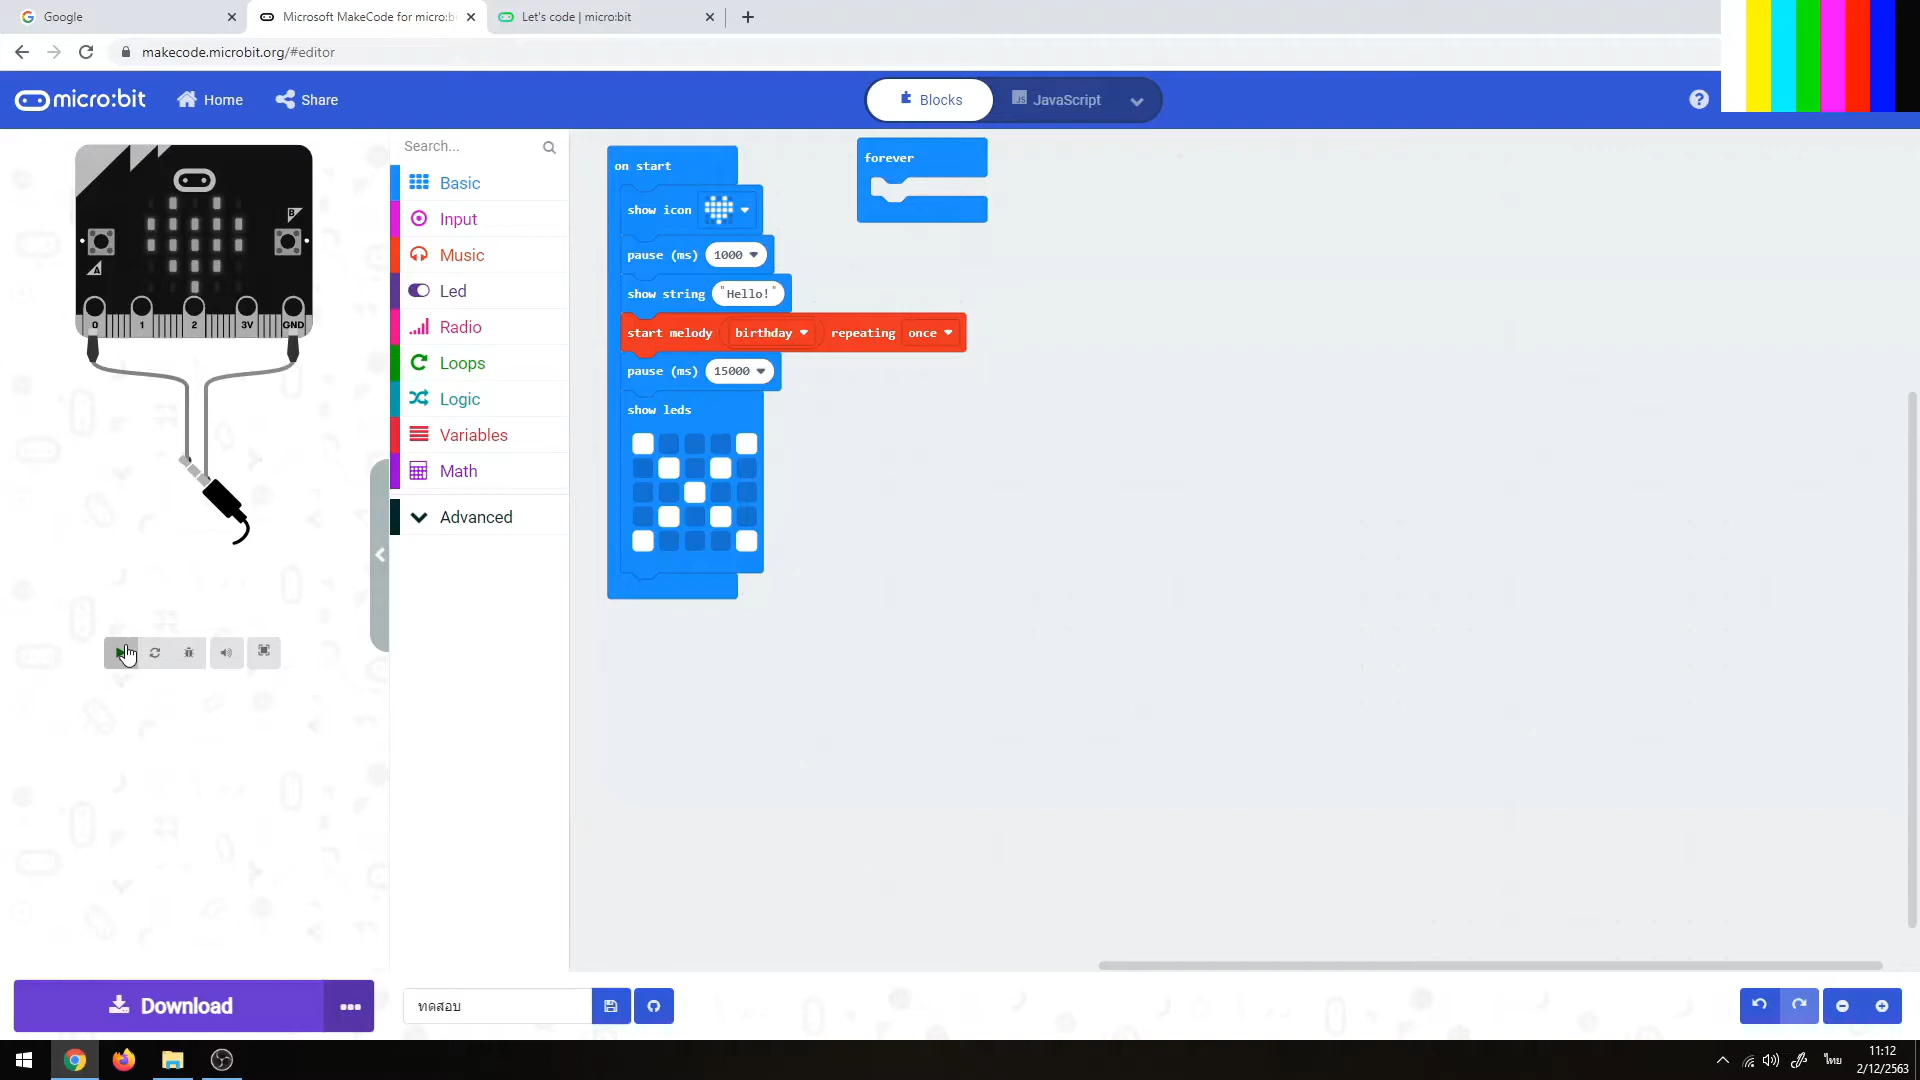 Google
Microsoft MakeCode for micro:b
Let's code | micro:bit
makecode.microbit.org/#editor
micro:bit
Home
Share
Blocks
JavaScript
Search...
Basic
Input
Music
Led
Radio
Loops
Logic
Variables
Math
Advanced
A
B
0
1
2
3V
GND
on start
show icon
pause (ms) 1000
show string "Hello!"
start melody birthday repeating once
pause (ms) 15000
show leds
forever
Download
ทดสอบ
ไทย
11:12
2/12/2563